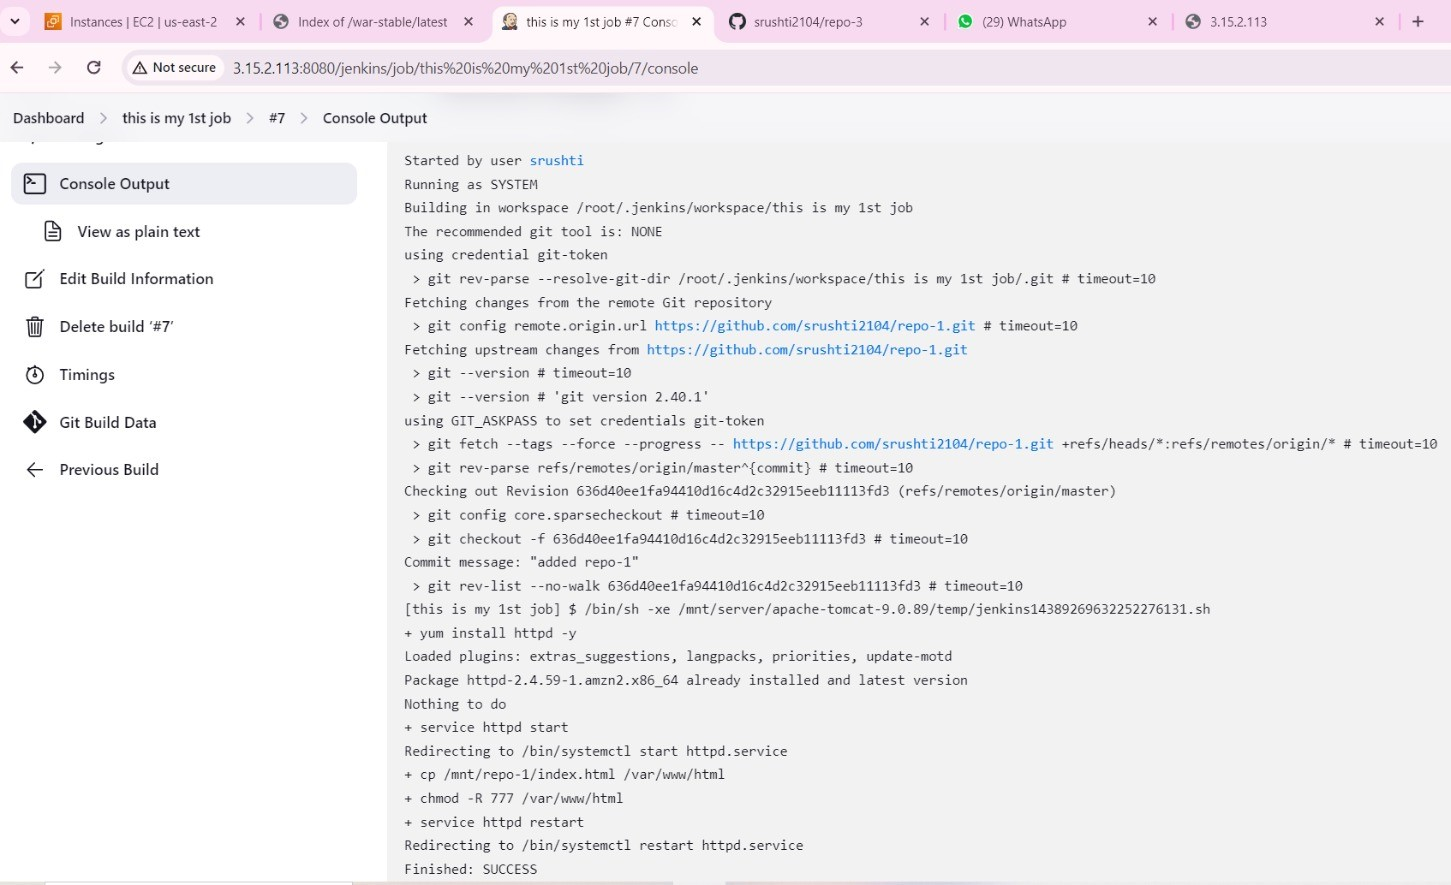 Instances | EC2 | us-east-2
Index of /war-stable/latest
this is my 1st job #7 Conso
srushti2104/repo-3
(29) WhatsApp
3.15.2.113
Not secure
3.15.2.113:8080/jenkins/job/this%20is%20my%201st%20job/7/console
Dashboard > this is my 1st job > #7 > Console Output
Console Output
View as plain text
Edit Build Information
Delete build '#7'
Timings
Git Build Data
Previous Build
Started by user srushti
Running as SYSTEM
Building in workspace /root/.jenkins/workspace/this is my 1st job
The recommended git tool is: NONE
using credential git-token
> git rev-parse --resolve-git-dir /root/.jenkins/workspace/this is my 1st job/.git # timeout=10
Fetching changes from the remote Git repository
> git config remote.origin.url https://github.com/srushti2104/repo-1.git # timeout=10
Fetching upstream changes from https://github.com/srushti2104/repo-1.git
> git --version # timeout=10
> git --version # 'git version 2.40.1'
using GIT_ASKPASS to set credentials git-token
> git fetch --tags --force --progress -- https://github.com/srushti2104/repo-1.git +refs/heads/*:refs/remotes/origin/* # timeout=10
> git rev-parse refs/remotes/origin/master^{commit} # timeout=10
Checking out Revision 636d40ee1fa94410d16c4d2c32915eeb11113fd3 (refs/remotes/origin/master)
> git config core.sparsecheckout # timeout=10
> git checkout -f 636d40ee1fa94410d16c4d2c32915eeb11113fd3 # timeout=10
Commit message: "added repo-1"
> git rev-list --no-walk 636d40ee1fa94410d16c4d2c32915eeb11113fd3 # timeout=10
[this is my 1st job] $ /bin/sh -xe /mnt/server/apache-tomcat-9.0.89/temp/jenkins14389269632252276131.sh
+ yum install httpd -y
Loaded plugins: extras_suggestions, langpacks, priorities, update-motd
Package httpd-2.4.59-1.amzn2.x86_64 already installed and latest version
Nothing to do
+ service httpd start
Redirecting to /bin/systemctl start httpd.service
+ cp /mnt/repo-1/index.html /var/www/html
+ chmod -R 777 /var/www/html
+ service httpd restart
Redirecting to /bin/systemctl restart httpd.service
Finished: SUCCESS